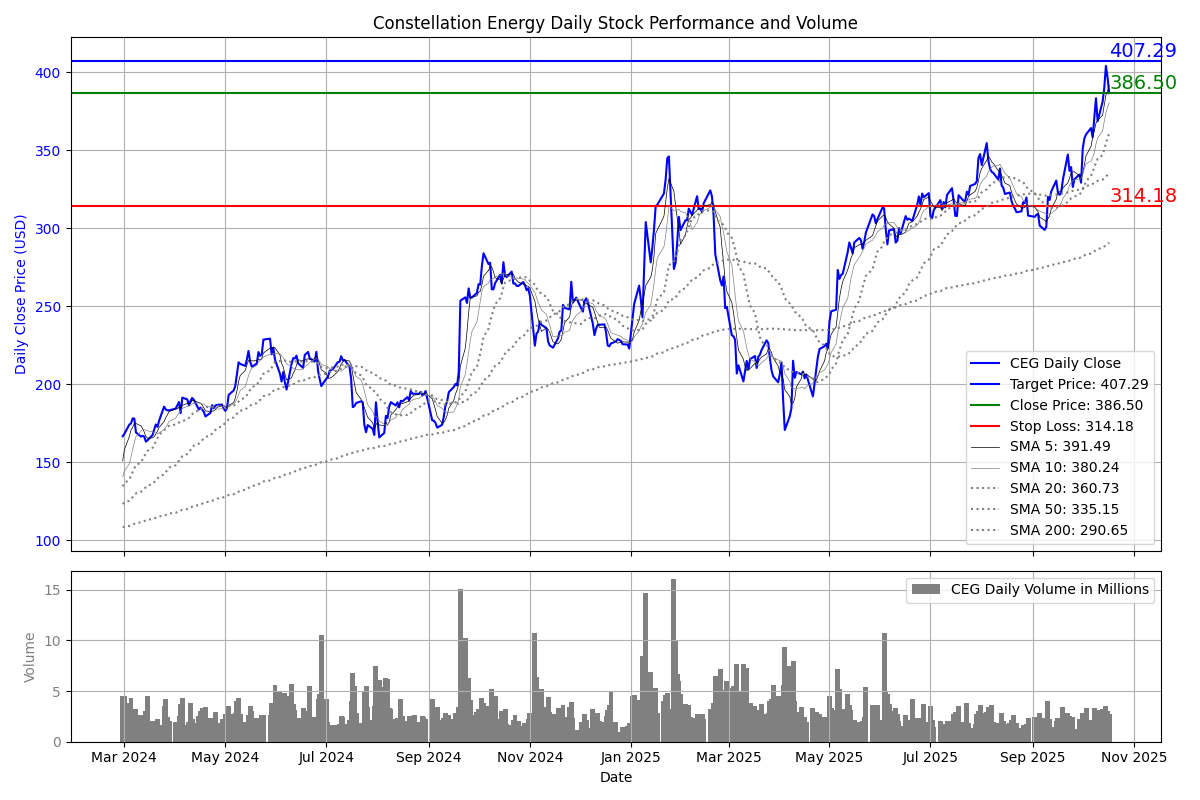 Constellation Energy Daily Stock Performance and Volume
407.29
400
386.50
350
314.18
300
250
200
150
100
Daily Close Price (USD)
CEG Daily Close
Target Price: 407.29
Close Price: 386.50
Stop Loss: 314.18
SMA 5: 391.49
SMA 10: 380.24
SMA 20: 360.73
SMA 50: 335.15
SMA 200: 290.65
CEG Daily Volume in Millions
15
10
5
0
Volume
Mar 2024 May 2024 Jul 2024 Sep 2024 Nov 2024 Jan 2025 Mar 2025 May 2025 Jul 2025 Sep 2025 Nov 2025
Date